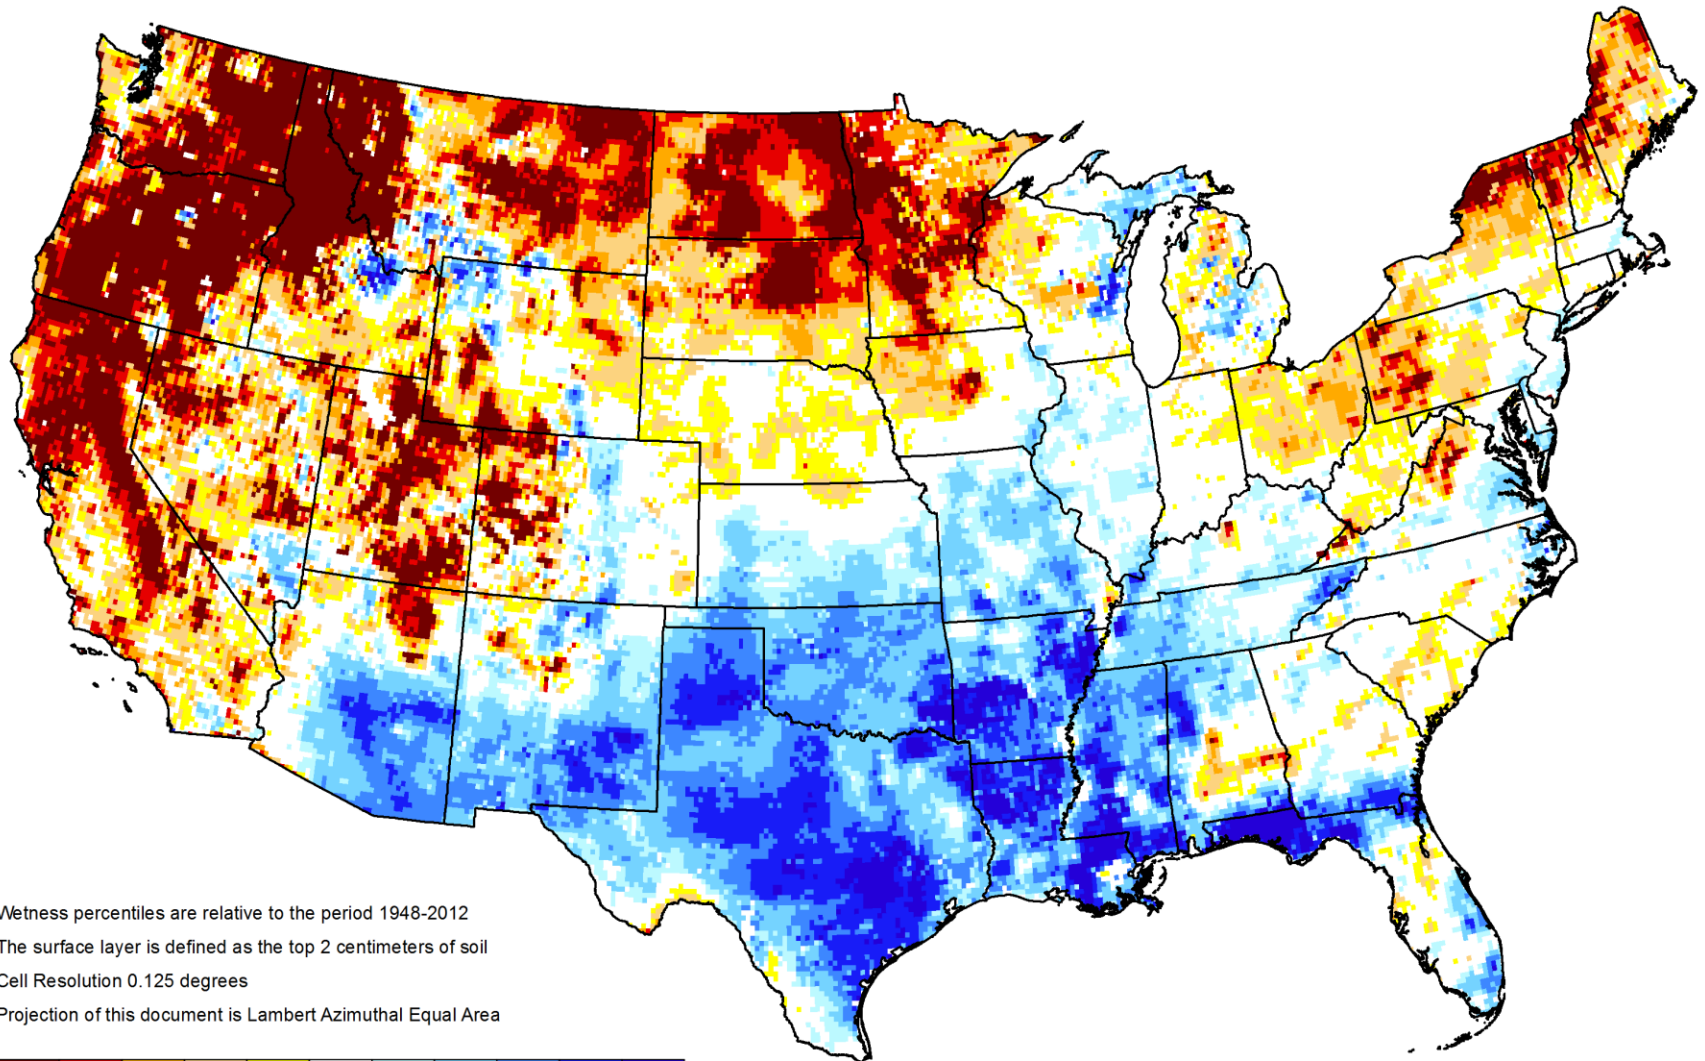 Wetness percentiles are relative to the period 1948-2012
The surface layer is defined as the top 2 centimeters of soil
Cell Resolution 0.125 degrees
Projection of this document is Lambert Azimuthal Equal Area